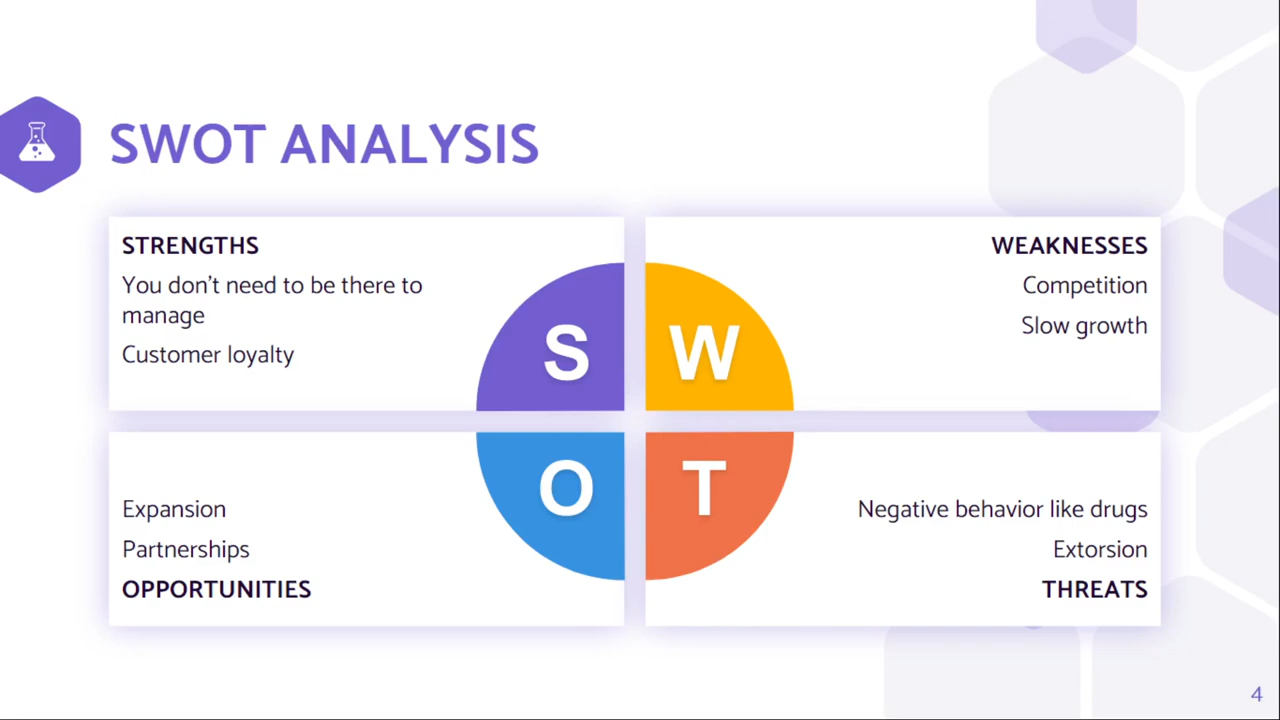 SWOT ANALYSIS
STRENGTHS
You don't need to be there to
manage
Customer loyalty
S
WEAKNESSES
Competition
Slow growth
W
Expansion
Partnerships
OPPORTUNITIES
O
Negative behavior like drugs
Extorsion
THREATS
T
4